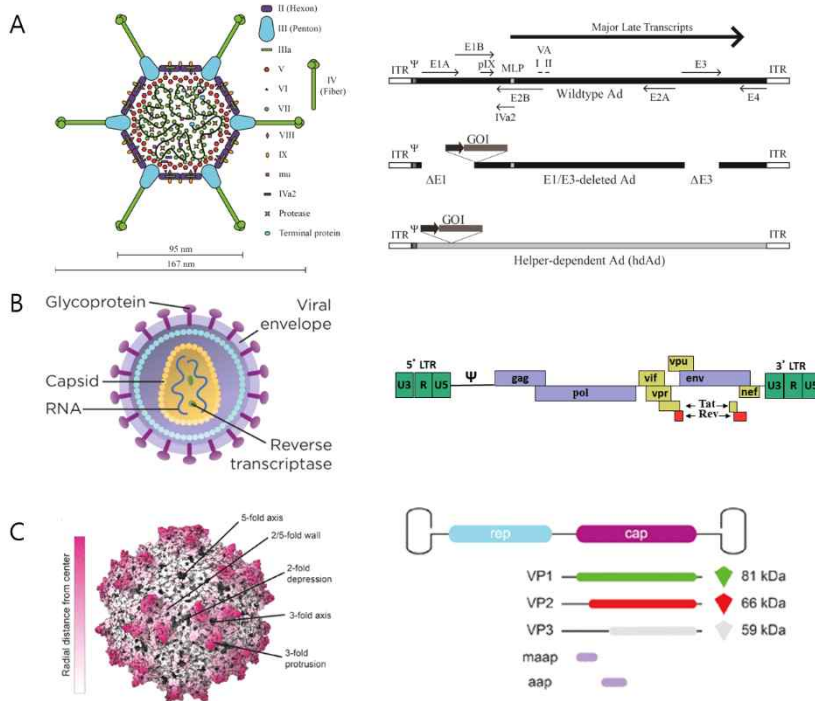 A
II (Hexon)
III (Penton)
IIIa
V
VI
VII
VIII
IX
mu
IVa2
Protease
Terminal protein
IV
(Fiber)
95 nm
167 nm
Major Late Transcripts
ITR
Ψ
E1A
E1B
pIX
MLP
VA
I II
E3
ITR
E2B
IVa2
Wildtype Ad
E2A
E4
ITR
Ψ
GOI
ITR
ΔE1
E1/E3-deleted Ad
ΔE3
ITR
Ψ
GOI
ITR
Helper-dependent Ad (hdAd)
B
Glycoprotein
Viral
envelope
Capsid
RNA
Reverse
transcriptase
5' LTR
U3 R U5
Ψ
gag
pol
vif
vpr
vpu
env
nef
Tat
Rev
3' LTR
U3 R U5
C
Radial distance from center
5-fold axis
2/5-fold wall
2-fold
depression
3-fold axis
3-fold
protrusion
rep
cap
VP1
81 kDa
VP2
66 kDa
VP3
59 kDa
maap
aap